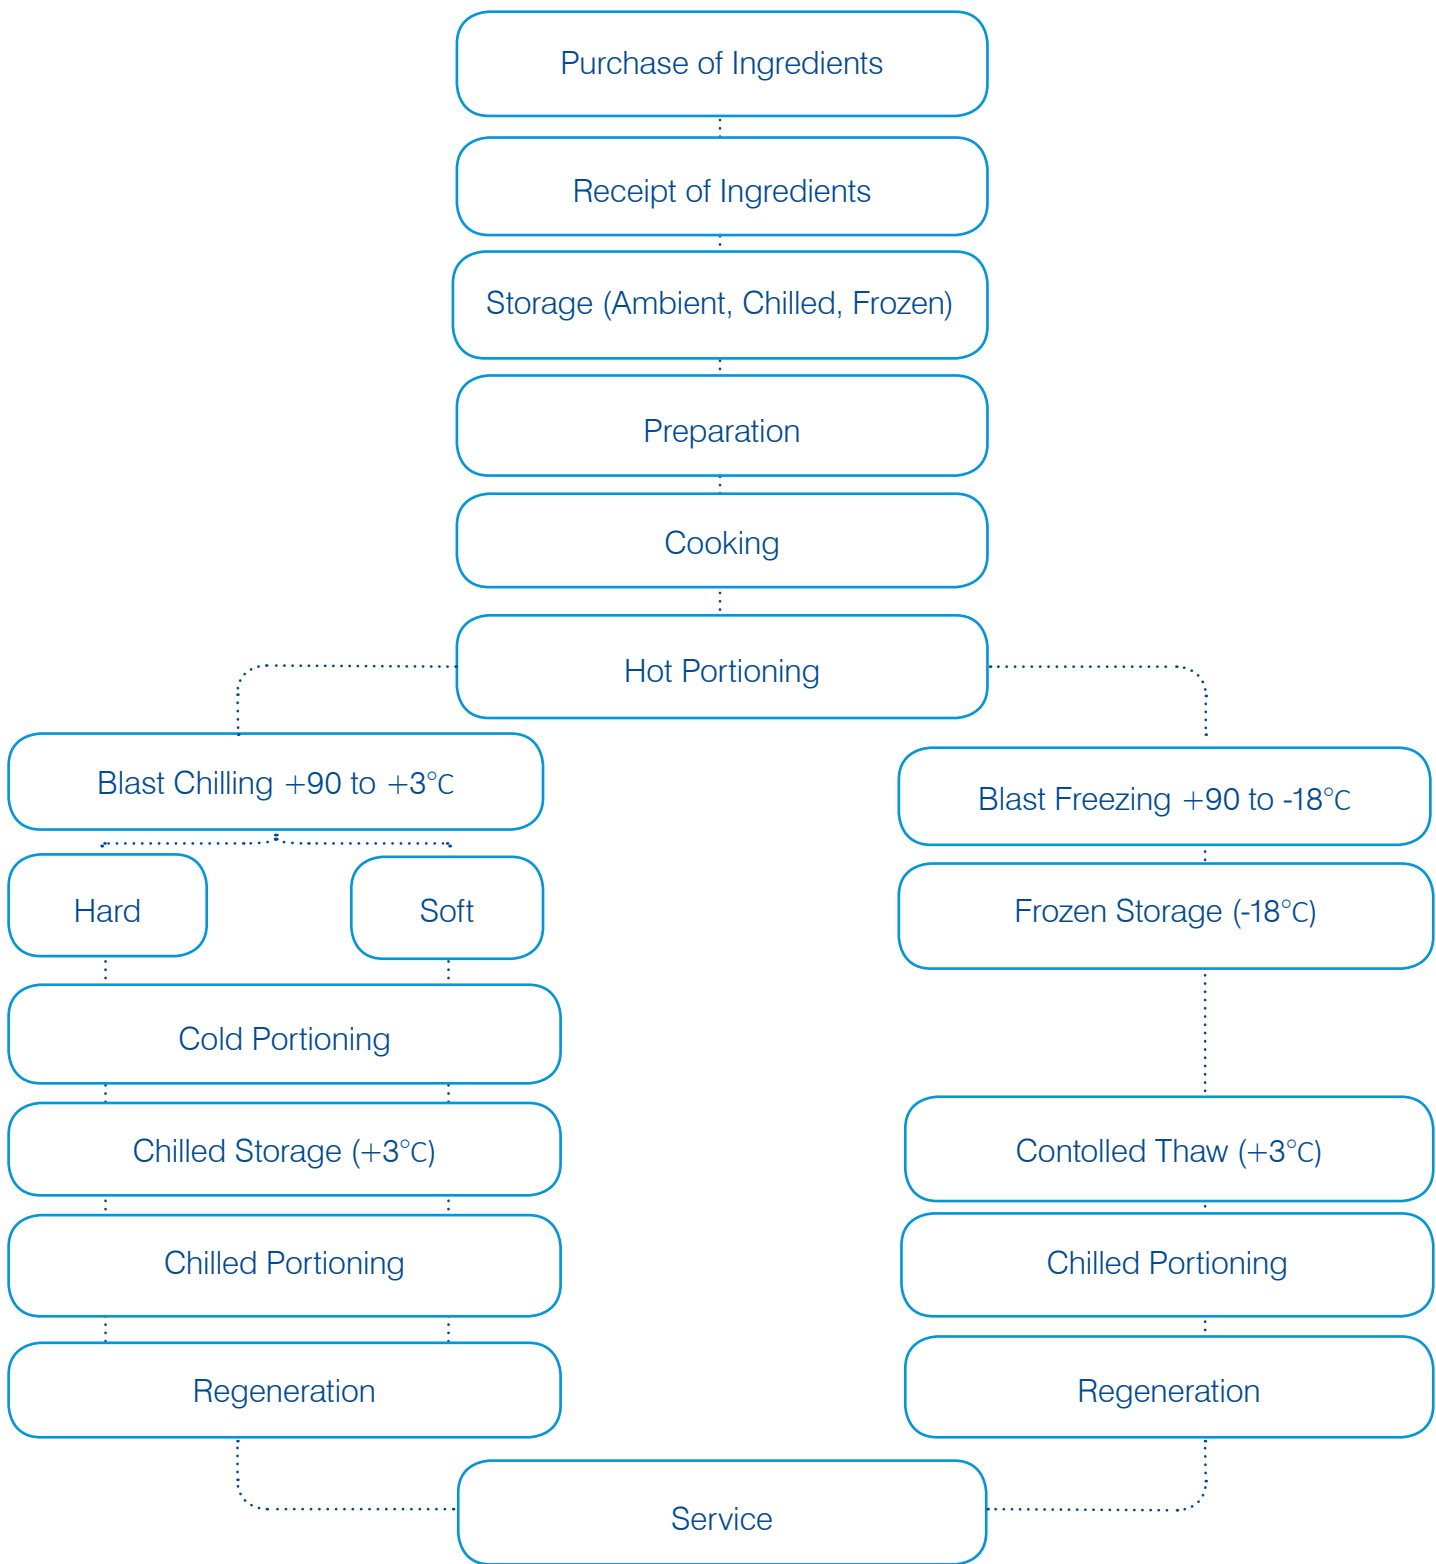 Purchase of Ingredients
Receipt of Ingredients
Storage (Ambient, Chilled, Frozen)
Preparation
Cooking
Hot Portioning
Blast Chilling +90 to +3°C
Hard
Soft
Cold Portioning
Chilled Storage (+3°C)
Chilled Portioning
Regeneration
Blast Freezing +90 to -18°C
Frozen Storage (-18°C)
Contolled Thaw (+3°C)
Chilled Portioning
Regeneration
Service